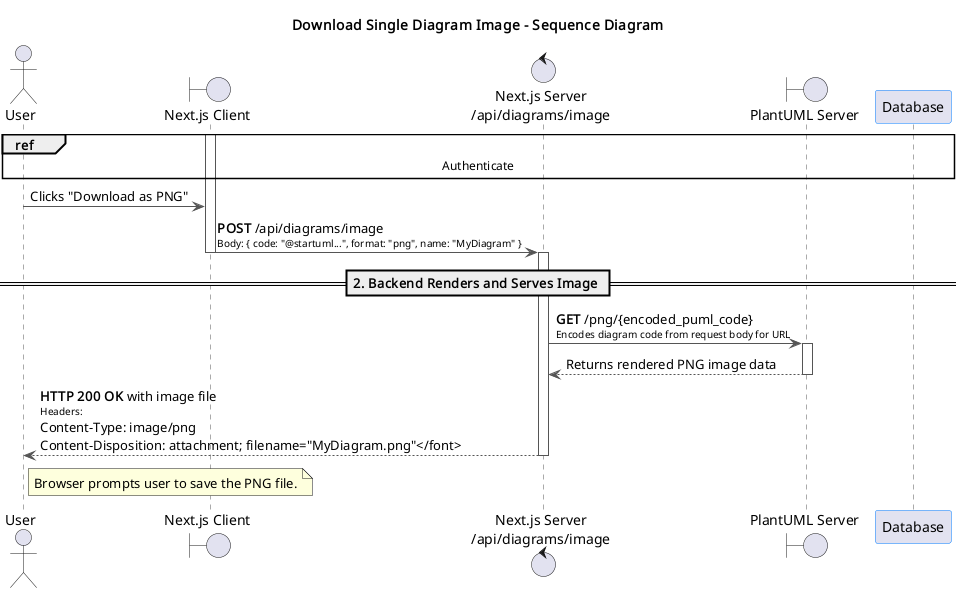 Download Single Diagram Image - Sequence Diagram
User
Next.js Client
Next.js Server
/api/diagrams/image
PlantUML Server
Database
ref
Authenticate
Clicks "Download as PNG"
POST /api/diagrams/image
Body: { code: "@startuml...", format: "png", name: "MyDiagram" }
2. Backend Renders and Serves Image
GET /png/{encoded_puml_code}
Encodes diagram code from request body for URL
Returns rendered PNG image data
HTTP 200 OK with image file
Headers:
Content-Type: image/png
Content-Disposition: attachment; filename="MyDiagram.png"</font>
Browser prompts user to save the PNG file.
User
Next.js Client
Next.js Server
/api/diagrams/image
PlantUML Server
Database